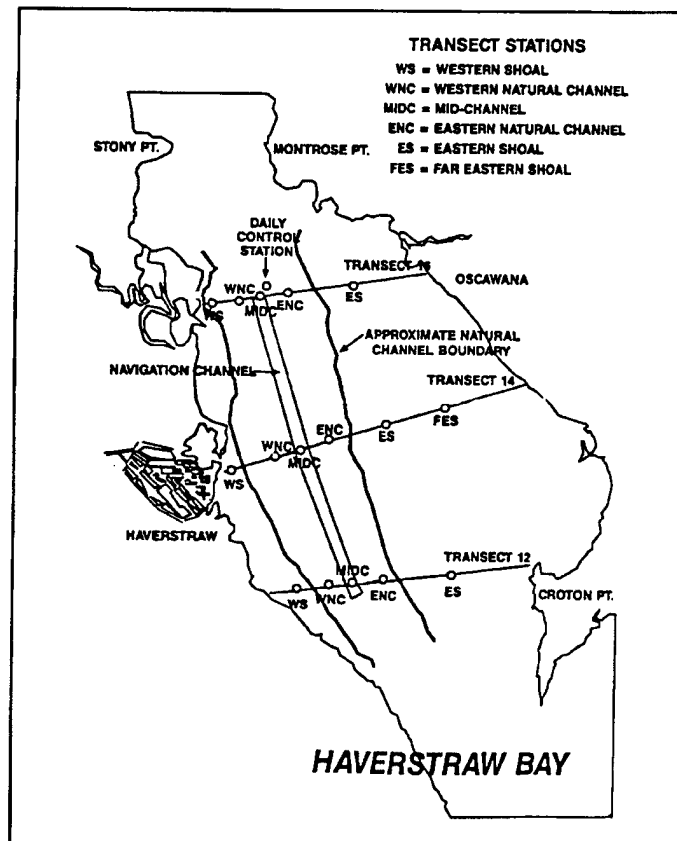 TRANSECT STATIONS
WS = WESTERN SHOAL
WNC = WESTERN NATURAL CHANNEL
MIDC = MID-CHANNEL
ENC = EASTERN NATURAL CHANNEL
ES = EASTERN SHOAL
FES = FAR EASTERN SHOAL
STONY PT.
MONTROSE PT.
DAILY
CONTROL
STATION
TRANSECT 15
OSCAWANA
WS
WNC
MIDC
ENC
ES
APPROXIMATE NATURAL
CHANNEL BOUNDARY
NAVIGATION CHANNEL
TRANSECT 14
WS
WNC
MIDC
ENC
ES
FES
HAVERSTRAW
TRANSECT 12
WS
WNC
MIDC
ENC
ES
CROTON PT.
HAVERSTRAW BAY